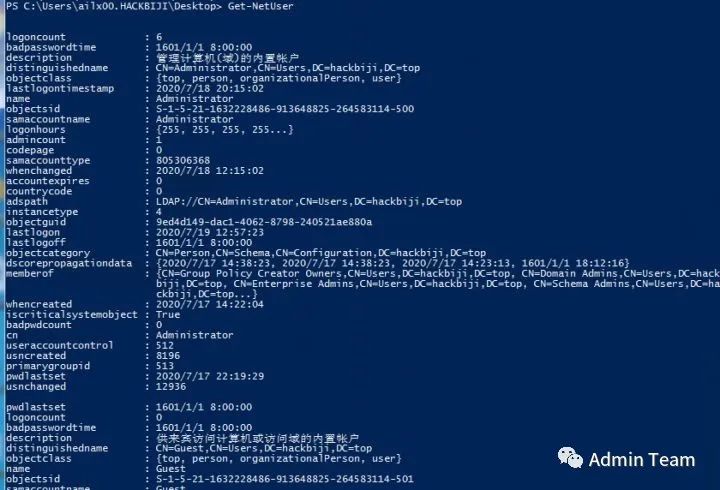 PS C:\Users\ailx00.HACKBIJI\Desktop> Get-NetUser
logoncount : 6
badpasswordtime : 1601/1/1 8:00:00
description : 管理计算机(域)的内置帐户
distinguishedname : CN=Administrator,CN=Users,DC=hackbiji,DC=top
objectclass : {top, person, organizationalPerson, user}
lastlogontimestamp : 2020/7/18 20:15:02
name : Administrator
objectsid : S-1-5-21-1632228486-913648825-264583114-500
samaccountname : Administrator
logonhours : {255, 255, 255, 255...}
admincount : 1
codepage : 0
samaccounttype : 805306368
whenchanged : 2020/7/18 12:15:02
accountexpires : 0
countrycode : 0
adspath : LDAP://CN=Administrator,CN=Users,DC=hackbiji,DC=top
instancetype : 4
objectguid : 9ed4d149-dac1-4062-8798-240521ae880a
lastlogon : 2020/7/19 12:57:23
lastlogoff : 1601/1/1 8:00:00
objectcategory : CN=Person,CN=Schema,CN=Configuration,DC=hackbiji,DC=top
dscorepropagationdata : {2020/7/17 14:38:23, 2020/7/17 14:38:23, 2020/7/17 14:23:13, 1601/1/1 18:12:16}
memberof : {CN=Group Policy Creator Owners,CN=Users,DC=hackbiji,DC=top, CN=Domain Admins,CN=Users,DC=hack
biji,DC=top, CN=Enterprise Admins,CN=Users,DC=hackbiji,DC=top, CN=Schema Admins,CN=Users,DC=ha
ckbiji,DC=top...}
whencreated : 2020/7/17 14:22:04
iscriticalsystemobject : True
badpwdcount : 0
cn : Administrator
useraccountcontrol : 512
usncreated : 8196
primarygroupid : 513
pwdlastset : 2020/7/17 22:19:29
usnchanged : 12936
pwdlastset : 1601/1/1 8:00:00
logoncount : 0
badpasswordtime : 1601/1/1 8:00:00
description : 供来宾访问计算机或访问域的内置帐户
distinguishedname : CN=Guest,CN=Users,DC=hackbiji,DC=top
objectclass : {top, person, organizationalPerson, user}
name : Guest
objectsid : S-1-5-21-1632228486-913648825-264583114-501
samaccountname : Guest
Admin Team